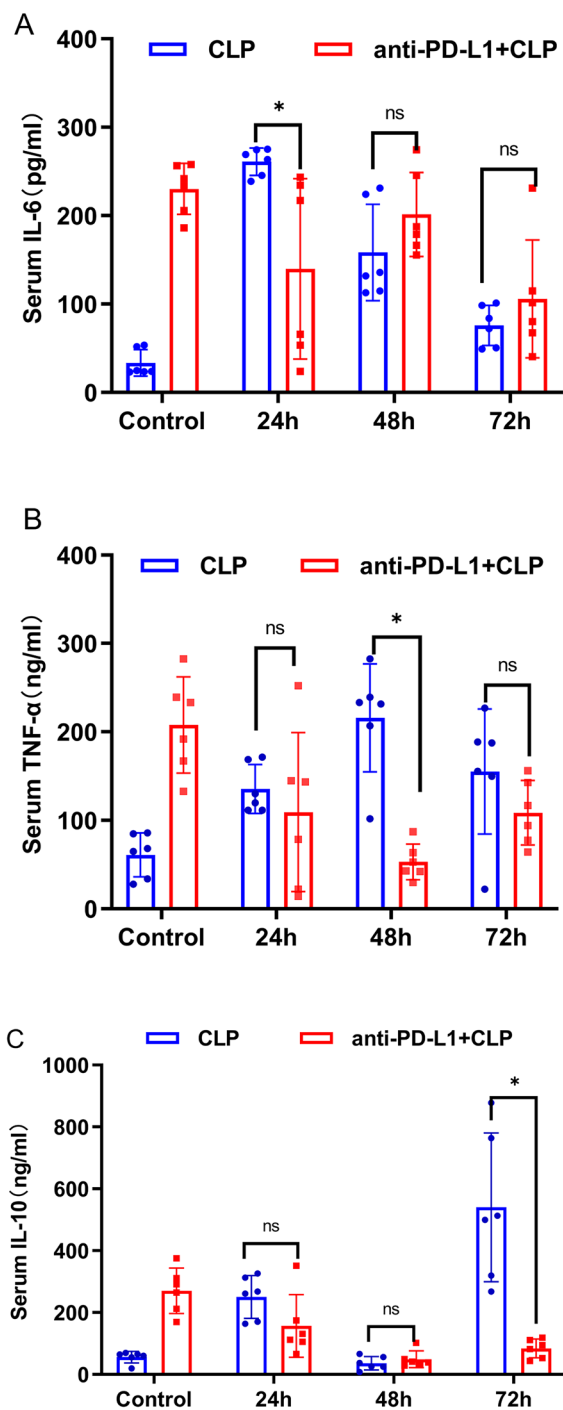 A
CLP anti-PD-L1+CLP
Serum IL-6(pg/ml)
400
300
200
100
0
* ns ns
Control 24h 48h 72h
B
CLP anti-PD-L1+CLP
Serum TNF-α(ng/ml)
400
300
200
100
0
ns * ns
Control 24h 48h 72h
C
CLP anti-PD-L1+CLP
Serum IL-10(ng/ml)
1000
800
600
400
200
0
ns ns *
Control 24h 48h 72h